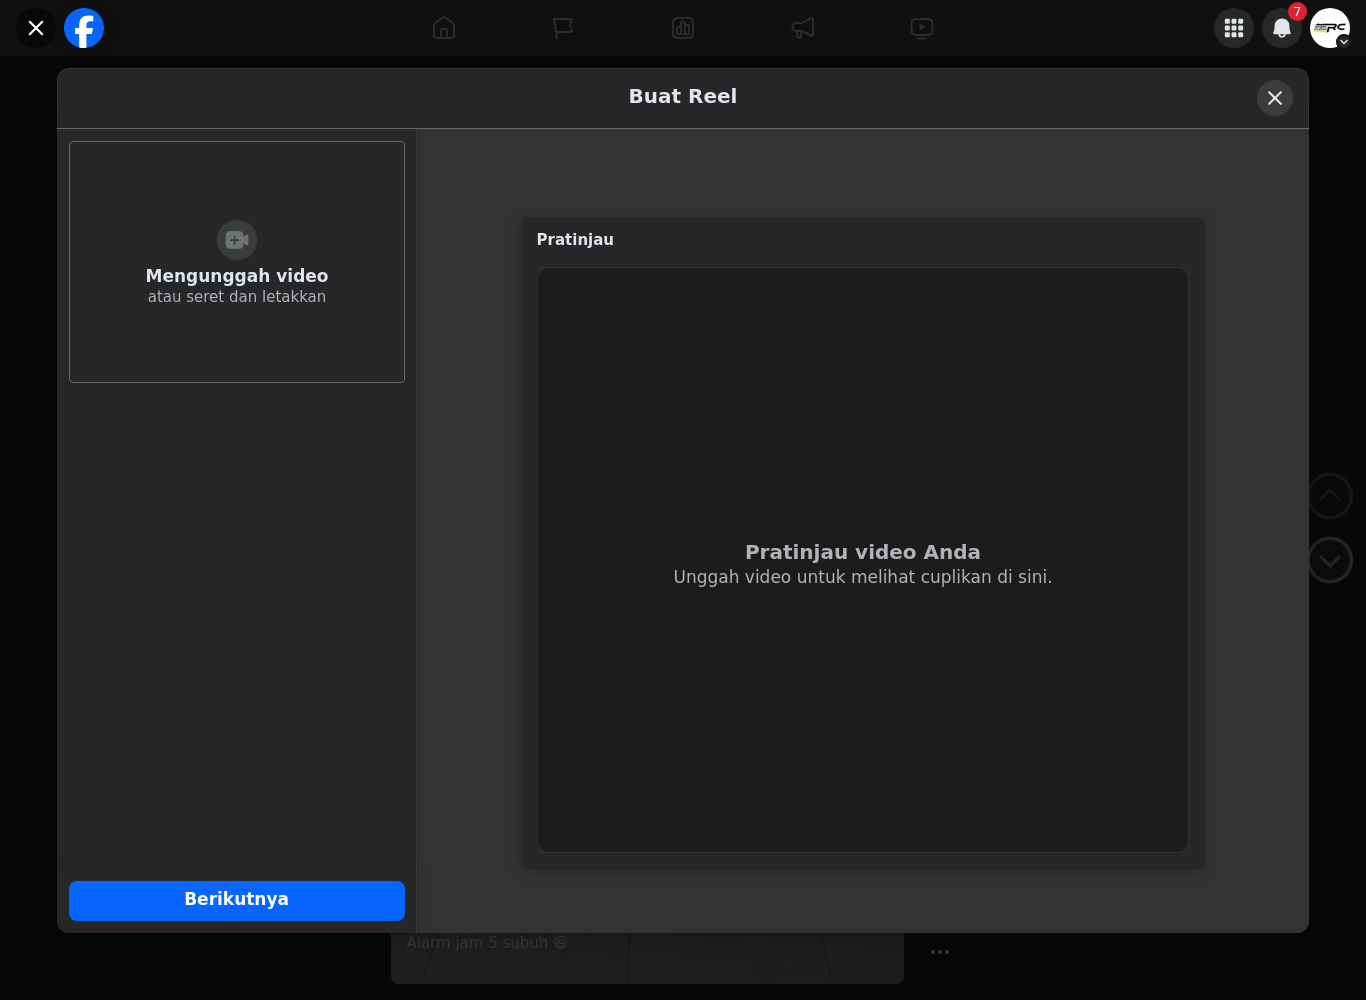 7
RC
Buat Reel
Mengunggah video
atau seret dan letakkan
Pratinjau
Pratinjau video Anda
Unggah video untuk melihat cuplikan di sini.
Berikutnya
Alarm jam 5 subuh 😆